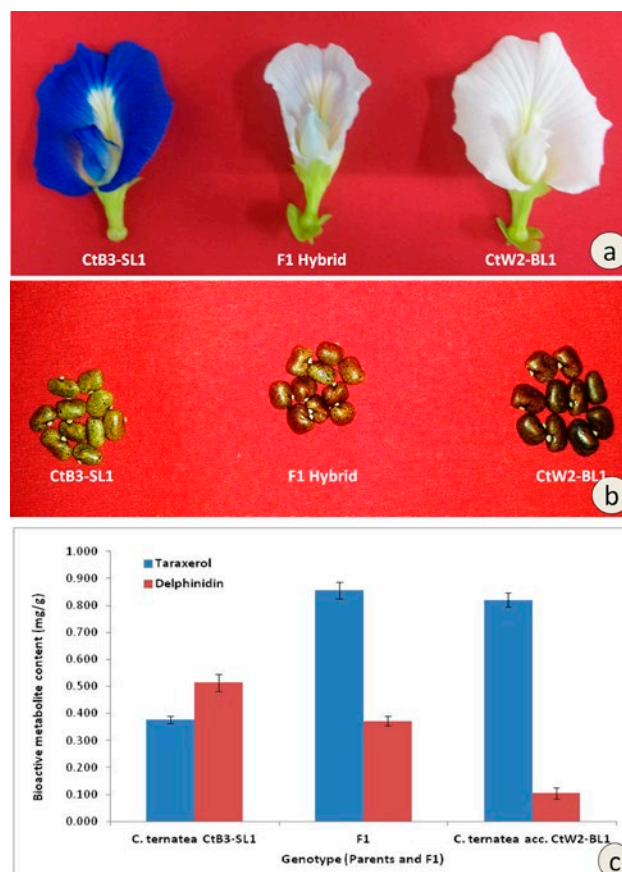 CtB3-SL1 F1 Hybrid CtW2-BL1
a
CtB3-SL1 F1 Hybrid CtW2-BL1
b
Bioactive metabolite content (mg/g)
1.000
0.900
0.800
0.700
0.600
0.500
0.400
0.300
0.200
0.100
0.000
Taraxerol
Delphinidin
C. ternatea CtB3-SL1 F1 C. ternatea acc. CtW2-BL1
Genotype (Parents and F1)
c